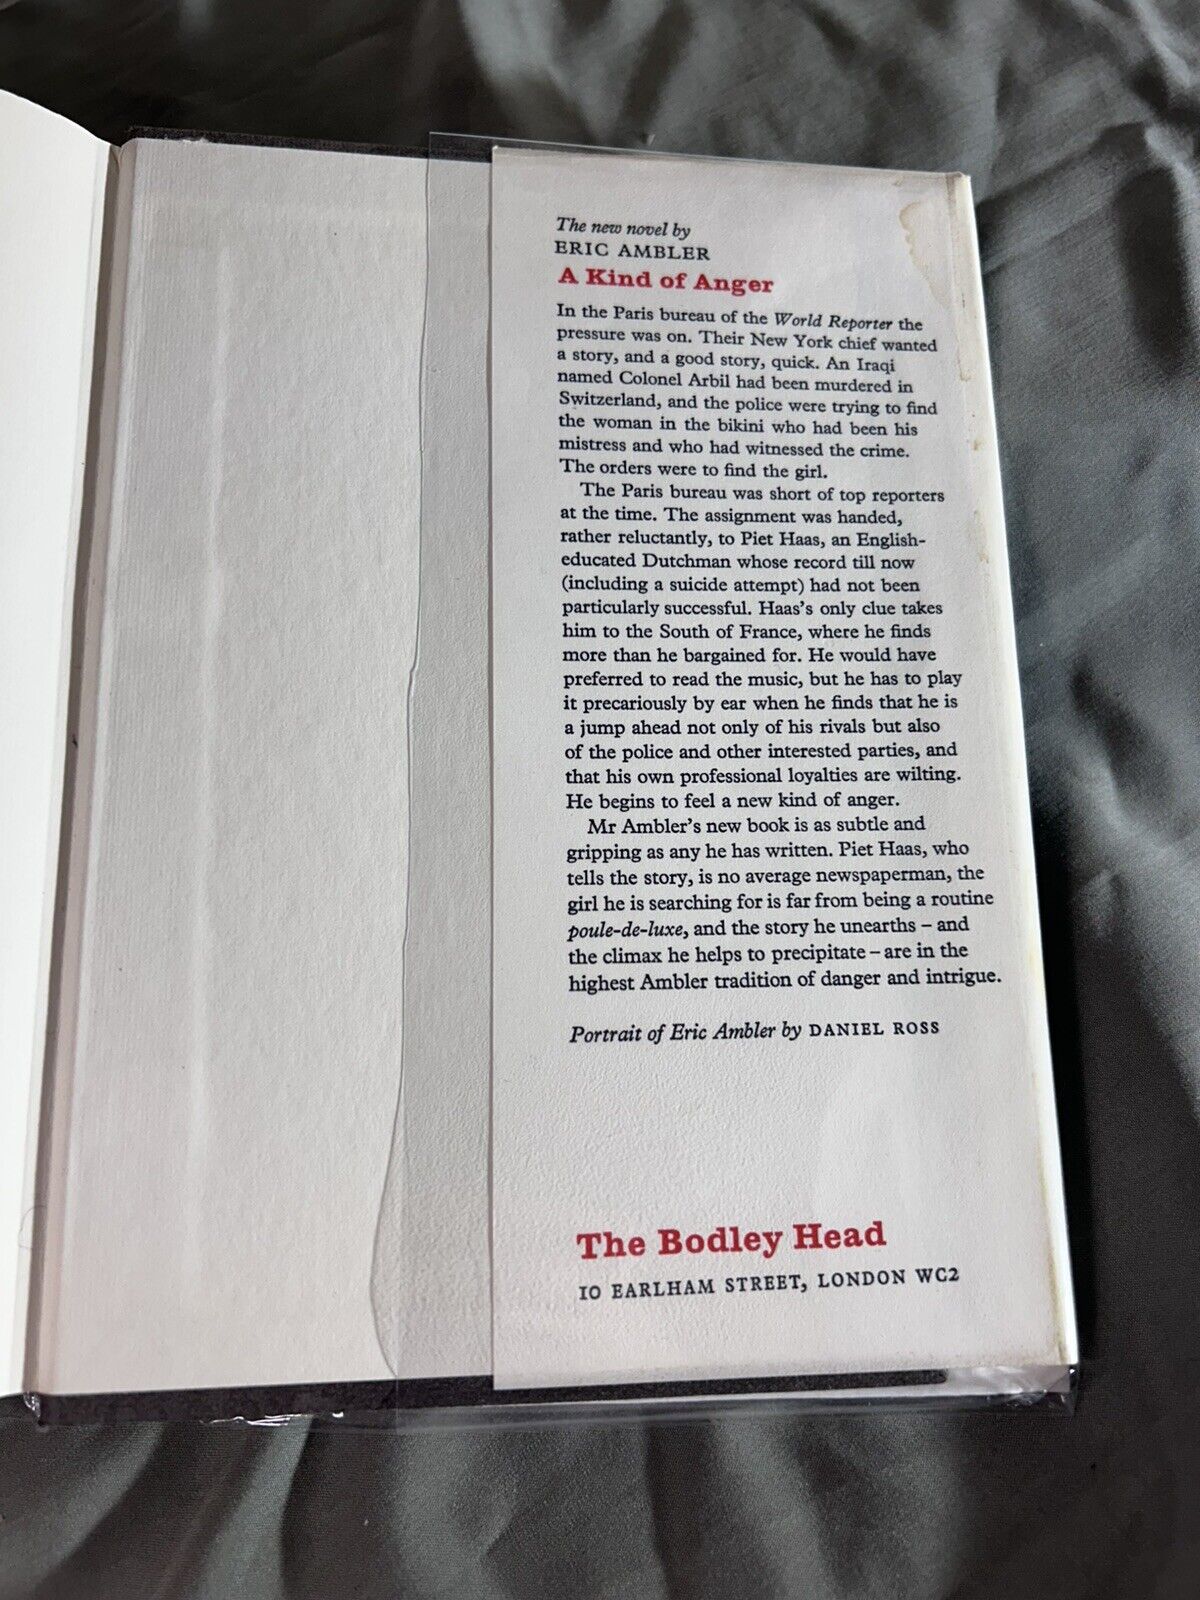 The new novel by
ERIC AMBLER
A Kind of Anger
In the Paris bureau of the World Reporter the
pressure was on. Their New York chief wanted
a story, and a good story, quick. An Iraqi
named Colonel Arbil had been murdered in
Switzerland, and the police were trying to find
the woman in the bikini who had been his
mistress and who had witnessed the crime.
The orders were to find the girl.
The Paris bureau was short of top reporters
at the time. The assignment was handed,
rather reluctantly, to Piet Haas, an English-
educated Dutchman whose record till now
(including a suicide attempt) had not been
particularly successful. Haas's only clue takes
him to the South of France, where he finds
more than he bargained for. He would have
preferred to read the music, but he has to play
it precariously by ear when he finds that he is
a jump ahead not only of his rivals but also
of the police and other interested parties, and
that his own professional loyalties are wilting.
He begins to feel a new kind of anger.
Mr Ambler's new book is as subtle and
gripping as any he has written. Piet Haas, who
tells the story, is no average newspaperman, the
girl he is searching for is far from being a routine
poule-de-luxe, and the story he unearths – and
the climax he helps to precipitate – are in the
highest Ambler tradition of danger and intrigue.
Portrait of Eric Ambler by DANIEL ROSS
The Bodley Head
10 EARLHAM STREET, LONDON WC2